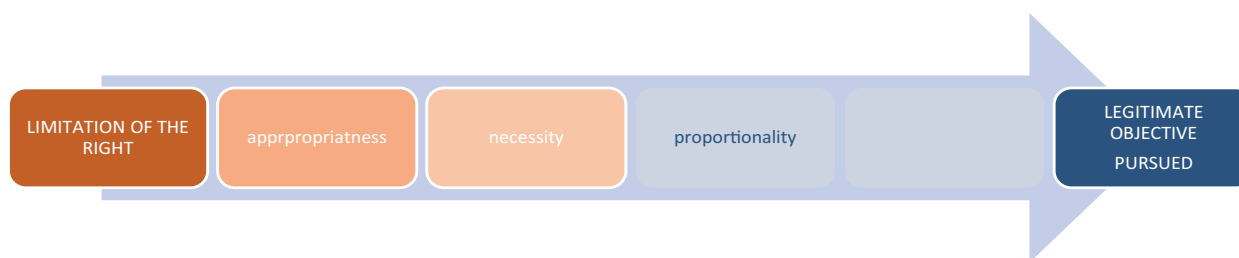 LIMITATION OF THE
RIGHT
apprpropriatness
necessity
proportionality
LEGITIMATE
OBJECTIVE
PURSUED